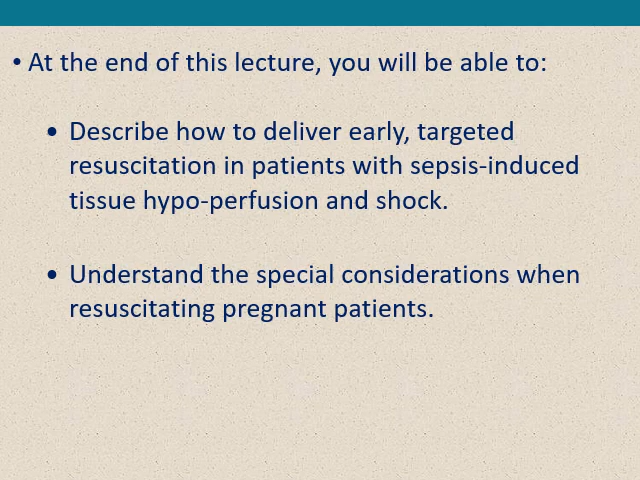 • At the end of this lecture, you will be able to:
• Describe how to deliver early, targeted
resuscitation in patients with sepsis-induced
tissue hypo-perfusion and shock.
• Understand the special considerations when
resuscitating pregnant patients.